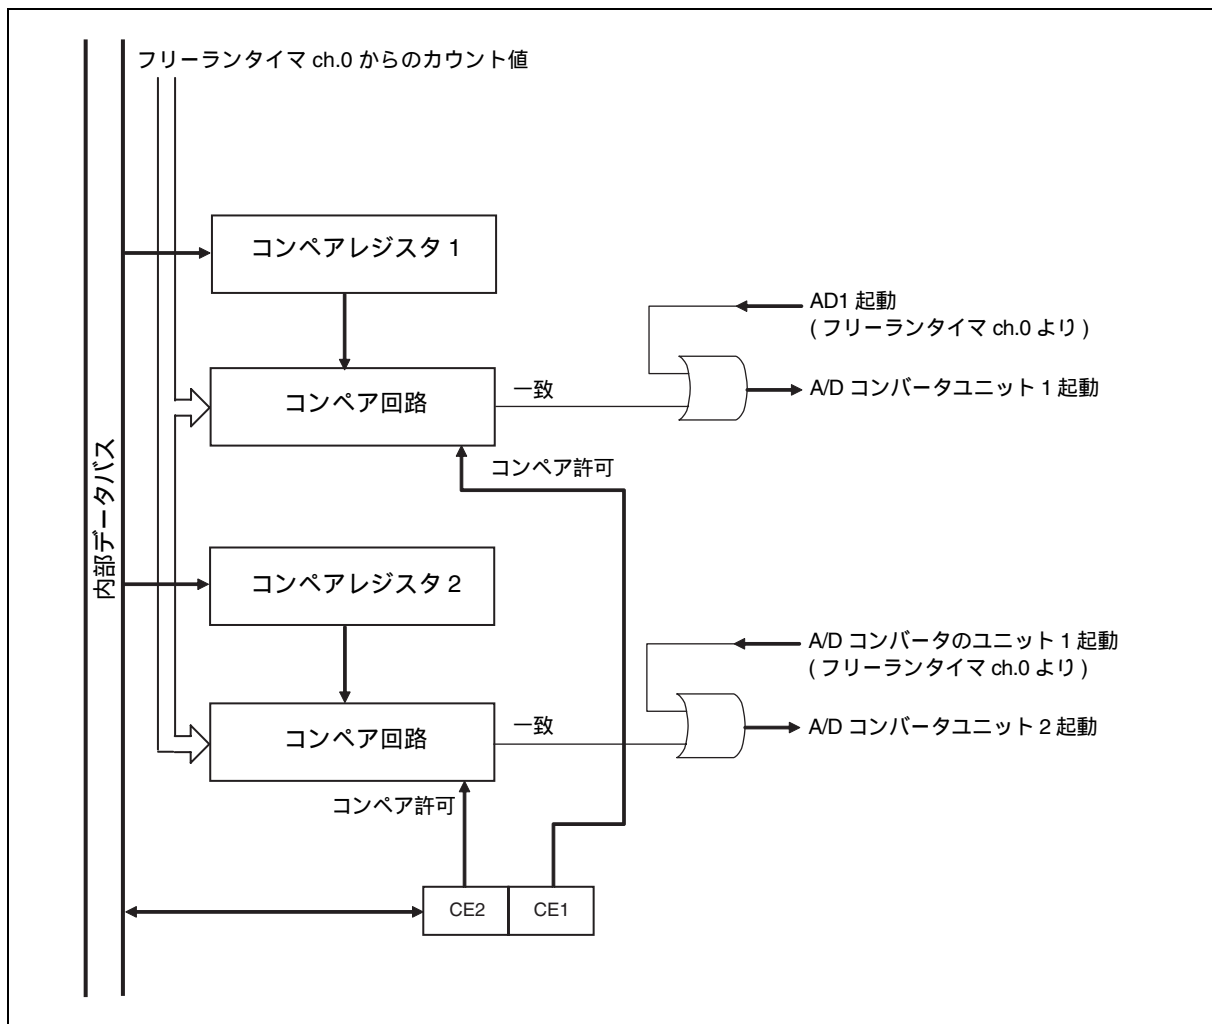 フリーランタイマ ch.0 からのカウント値
内部データバス
コンペアレジスタ 1
コンペア回路
一致
AD1 起動
( フリーランタイマ ch.0 より )
A/D コンバータユニット 1 起動
コンペア許可
コンペアレジスタ 2
コンペア回路
一致
A/D コンバータのユニット 1 起動
( フリーランタイマ ch.0 より )
A/D コンバータユニット 2 起動
コンペア許可
CE2
CE1